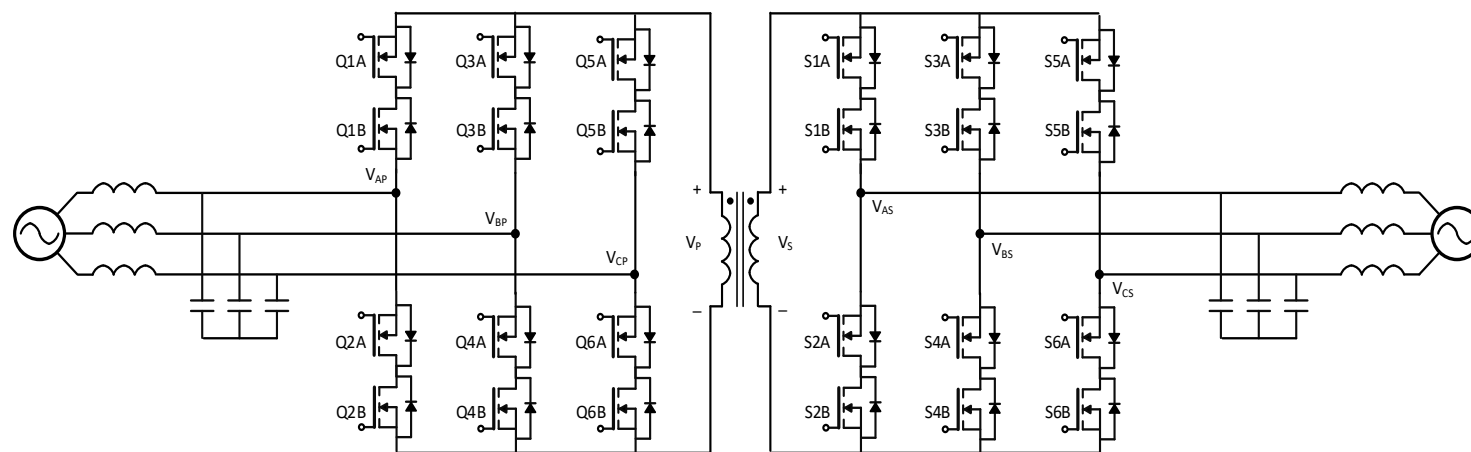 Q1A Q3A Q5A S1A S3A S5A
Q1B Q3B Q5B S1B S3B S5B
VAP
+ +
VAS
VBP
VP VS
VBS
VCP
VCS
− −
Q2A Q4A Q6A S2A S4A S6A
Q2B Q4B Q6B S2B S4B S6B